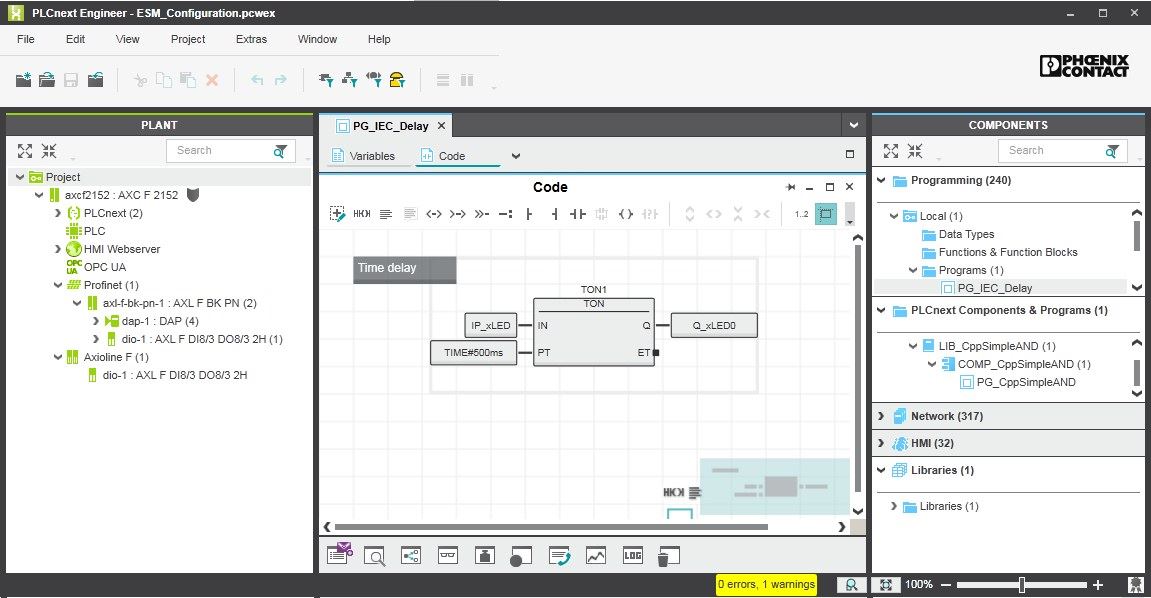 PLCnext Engineer - ESM_Configuration.pcwex
File Edit View Project Extras Window Help
PHŒNIX
CONTACT
PLANT
Search
Project
axcf2152 : AXC F 2152
PLCnext (2)
PLC
HMI Webserver
OPC UA
OPC UA
Profinet (1)
axl-f-bk-pn-1 : AXL F BK PN (2)
dap-1 : DAP (4)
dio-1 : AXL F DI8/3 DO8/3 2H (1)
Axioline F (1)
dio-1 : AXL F DI8/3 DO8/3 2H
PG_IEC_Delay
Variables Code
Code
1..2
Time delay
TON1
TON
IP_xLED IN Q Q_xLED0
TIME#500ms PT ET
LOG
COMPONENTS
Search
Programming (240)
Local (1)
Data Types
Functions & Function Blocks
Programs (1)
PG_IEC_Delay
PLCnext Components & Programs (1)
LIB_CppSimpleAND (1)
COMP_CppSimpleAND (1)
PG_CppSimpleAND
Network (317)
HMI (32)
Libraries (1)
Libraries (1)
0 errors, 1 warnings
100%